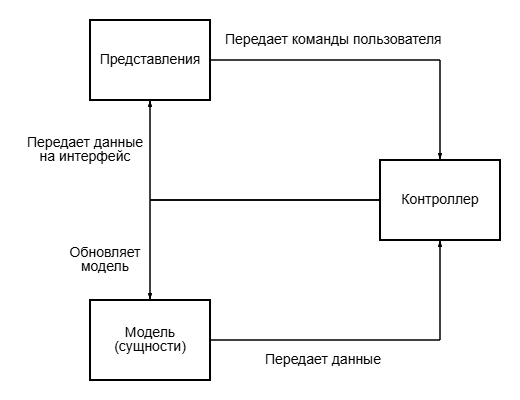 Передает команды пользователя
Представления
Передает данные
на интерфейс
Контроллер
Обновляет
модель
Модель
(сущности)
Передает данные